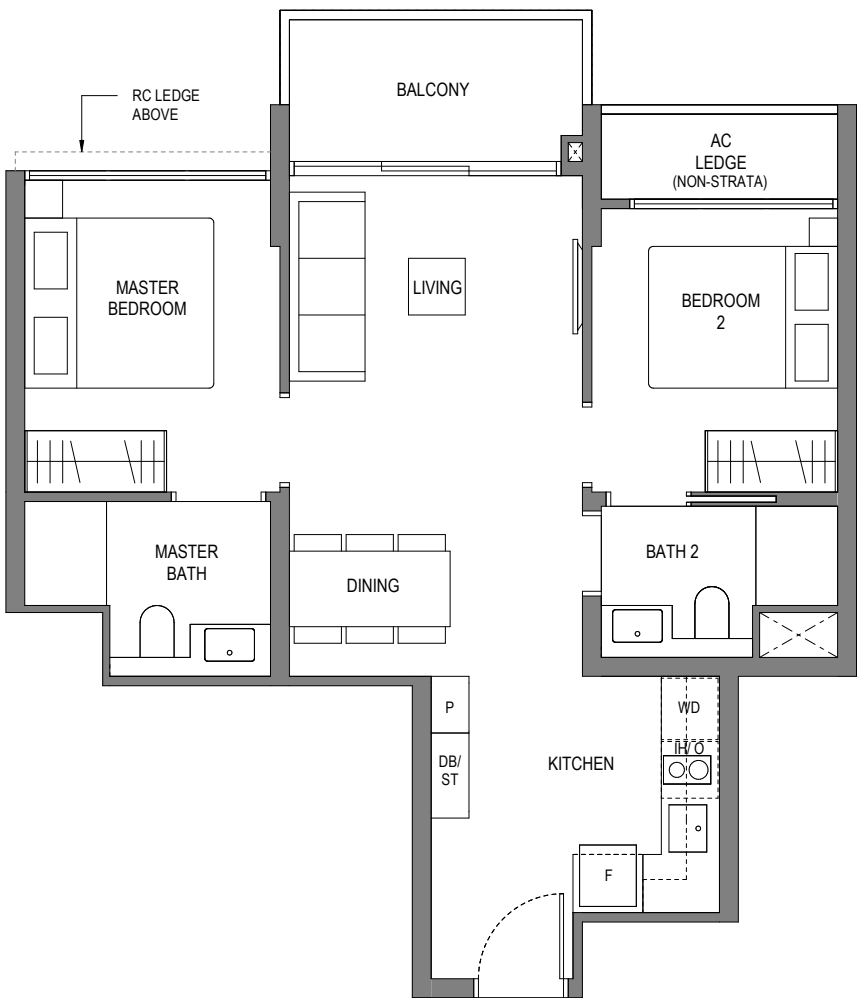 BALCONY
RC LEDGE
ABOVE
AC
LEDGE
(NON-STRATA)
MASTER
BEDROOM
LIVING
BEDROOM
2
MASTER
BATH
DINING
BATH 2
P
WD
DB/
ST
IH/ O
KITCHEN
F